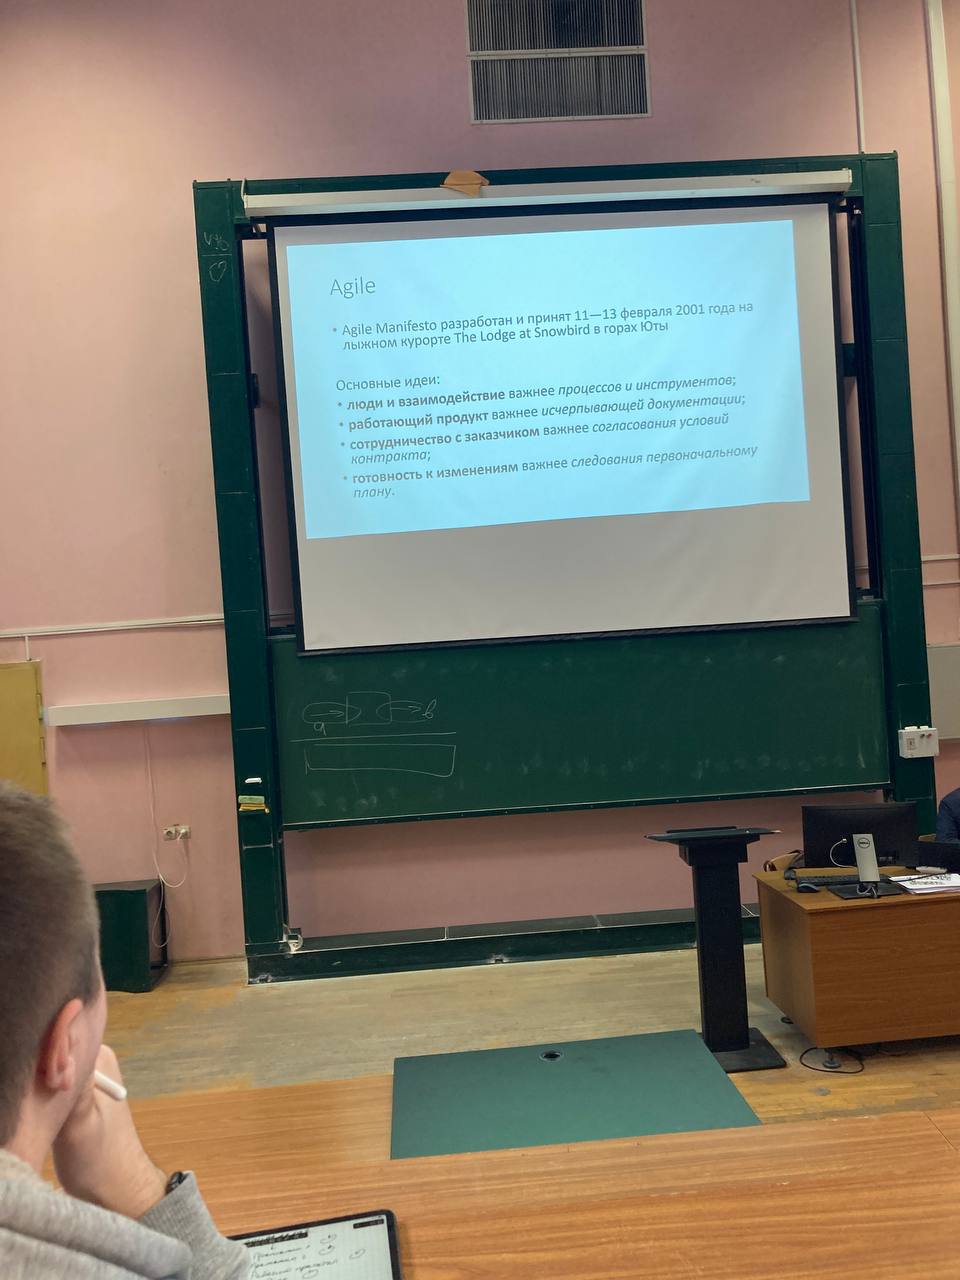 Agile
• Agile Manifesto разработан и принят 11—13 февраля 2001 года на
лыжном курорте The Lodge at Snowbird в горах Юты
Основные идеи:
• люди и взаимодействие важнее процессов и инструментов;
• работающий продукт важнее исчерпывающей документации;
• сотрудничество с заказчиком важнее согласования условий
контракта;
• готовность к изменениям важнее следования первоначальному
плану.
a
b
DELL